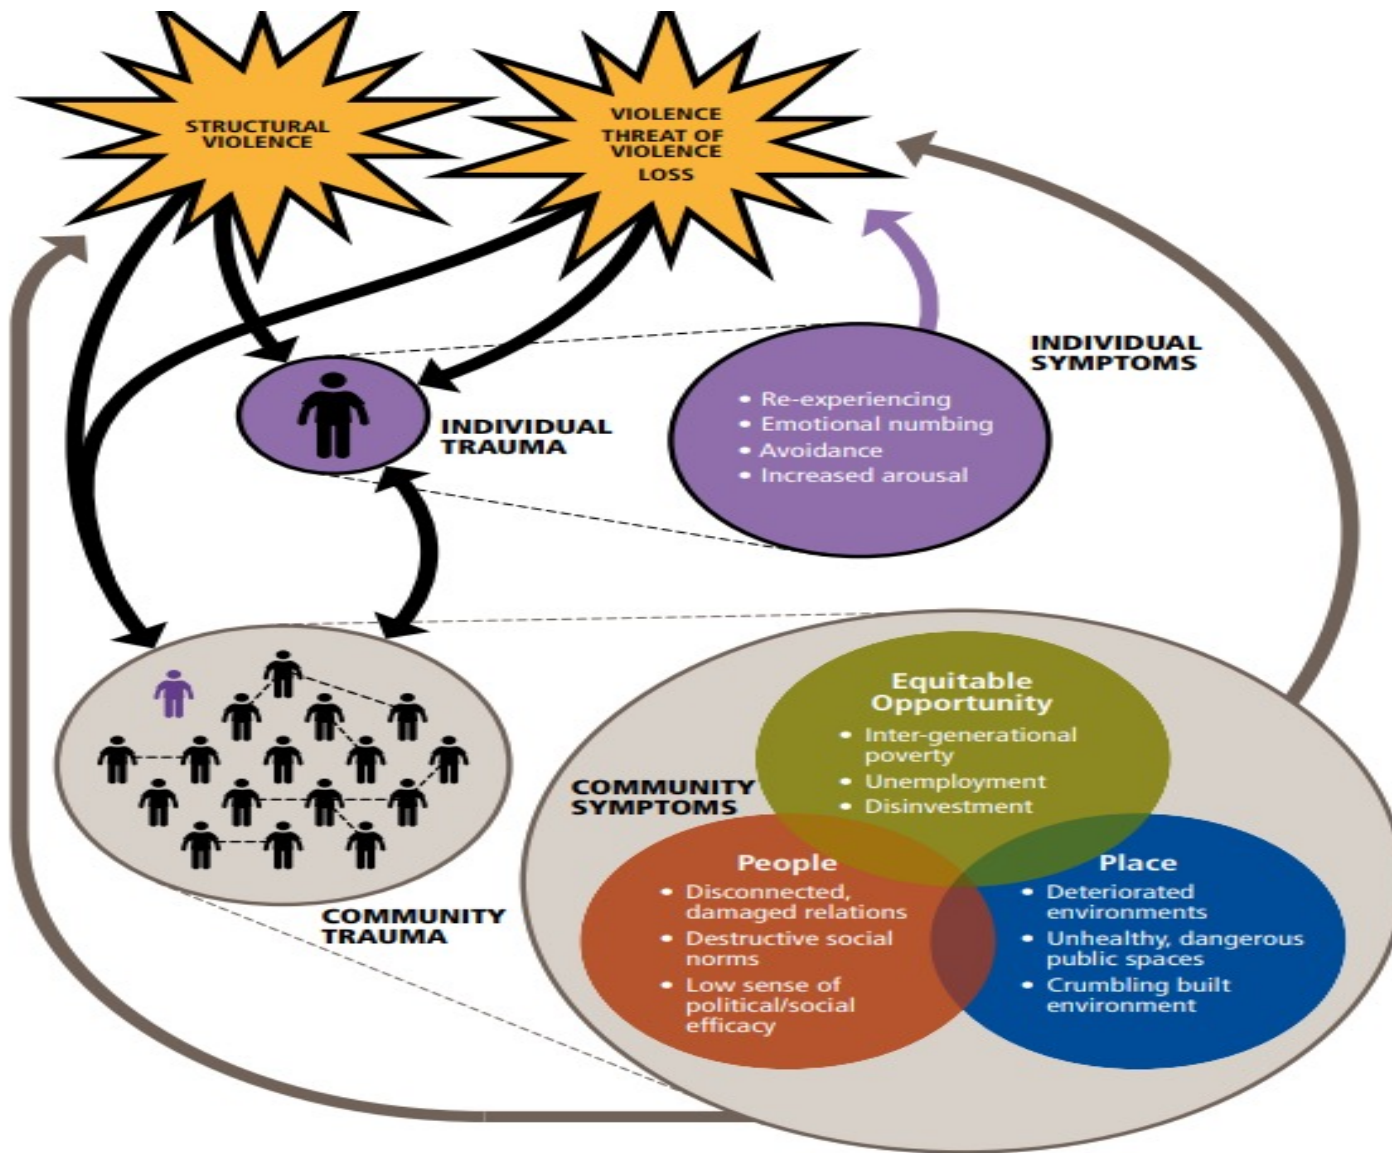 STRUCTURAL
VIOLENCE
VIOLENCE
THREAT OF
VIOLENCE
LOSS
INDIVIDUAL
SYMPTOMS
• Re-experiencing
• Emotional numbing
• Avoidance
• Increased arousal
INDIVIDUAL
TRAUMA
Equitable
Opportunity
• Inter-generational
poverty
• Unemployment
• Disinvestment
COMMUNITY
SYMPTOMS
People
• Disconnected,
damaged relations
• Destructive social
norms
• Low sense of
political/social
efficacy
Place
• Deteriorated
environments
• Unhealthy, dangerous
public spaces
• Crumbling built
environment
COMMUNITY
TRAUMA